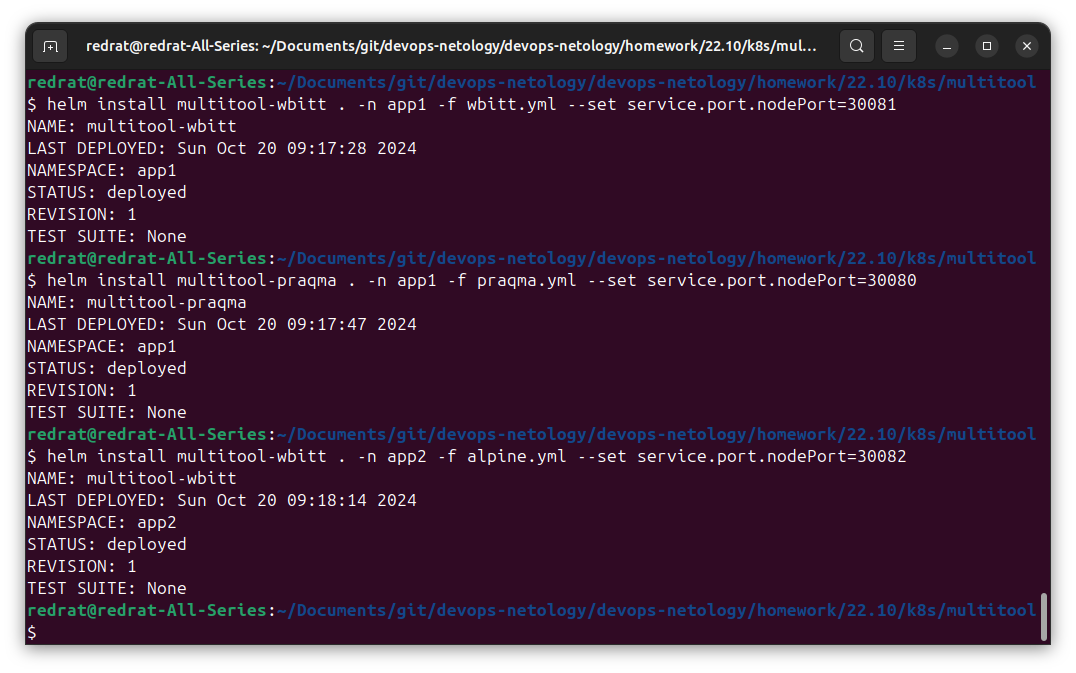 redrat@redrat-All-Series: ~/Documents/git/devops-netology/devops-netology/homework/22.10/k8s/mul...
redrat@redrat-All-Series:~/Documents/git/devops-netology/devops-netology/homework/22.10/k8s/multitool
$ helm install multitool-wbitt . -n app1 -f wbitt.yml --set service.port.nodePort=30081
NAME: multitool-wbitt
LAST DEPLOYED: Sun Oct 20 09:17:28 2024
NAMESPACE: app1
STATUS: deployed
REVISION: 1
TEST SUITE: None
redrat@redrat-All-Series:~/Documents/git/devops-netology/devops-netology/homework/22.10/k8s/multitool
$ helm install multitool-praqma . -n app1 -f praqma.yml --set service.port.nodePort=30080
NAME: multitool-praqma
LAST DEPLOYED: Sun Oct 20 09:17:47 2024
NAMESPACE: app1
STATUS: deployed
REVISION: 1
TEST SUITE: None
redrat@redrat-All-Series:~/Documents/git/devops-netology/devops-netology/homework/22.10/k8s/multitool
$ helm install multitool-wbitt . -n app2 -f alpine.yml --set service.port.nodePort=30082
NAME: multitool-wbitt
LAST DEPLOYED: Sun Oct 20 09:18:14 2024
NAMESPACE: app2
STATUS: deployed
REVISION: 1
TEST SUITE: None
redrat@redrat-All-Series:~/Documents/git/devops-netology/devops-netology/homework/22.10/k8s/multitool
$